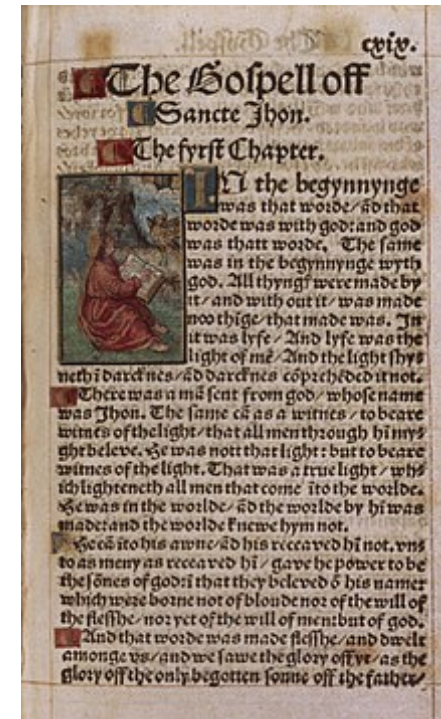 cxix.
The Gospell off
Sancte Jhon.
The fyrst Chapter.
IN the begynnynge
was that worde/ ād that
worde was with god: and god
was thatt worde. The same
was in the begynnynge wyth
god. All thyngſ were made by
it/ and with out it/ was made
noo thīge/ that made was. In
it was lyfe/ And lyfe was the
light of mē/ And the light shys
neth ī darcknes/ ād darcknes cōprehēded it not.
There was a mā sent from god/ whose name
was Jhon. The same cā as a witnes/ to beare
witnes of the light/ that all men through hī mys
ght beleve. He was nott that light: but to beare
witnes of the light. That was a true light/ whs
ich lighteneth all men that come īto the worlde.
He was in the worlde/ ād the worlde by hī was
made: and the worlde knewe hym not.
He cā īto his awne/ ād his receaved hī not. vns
to as meny as receaved hī/ gave he power to be
the sōnes of god: ī that they beleved ō his name:
which were borne not of bloude nor of the will of
the flesshe/ nor yet of the will of men: but of god.
And that worde was made flesshe/ and dwelt
amonge vs/ and we sawe the glory off yt/ as the
glory off the only begotten sonne off the father/